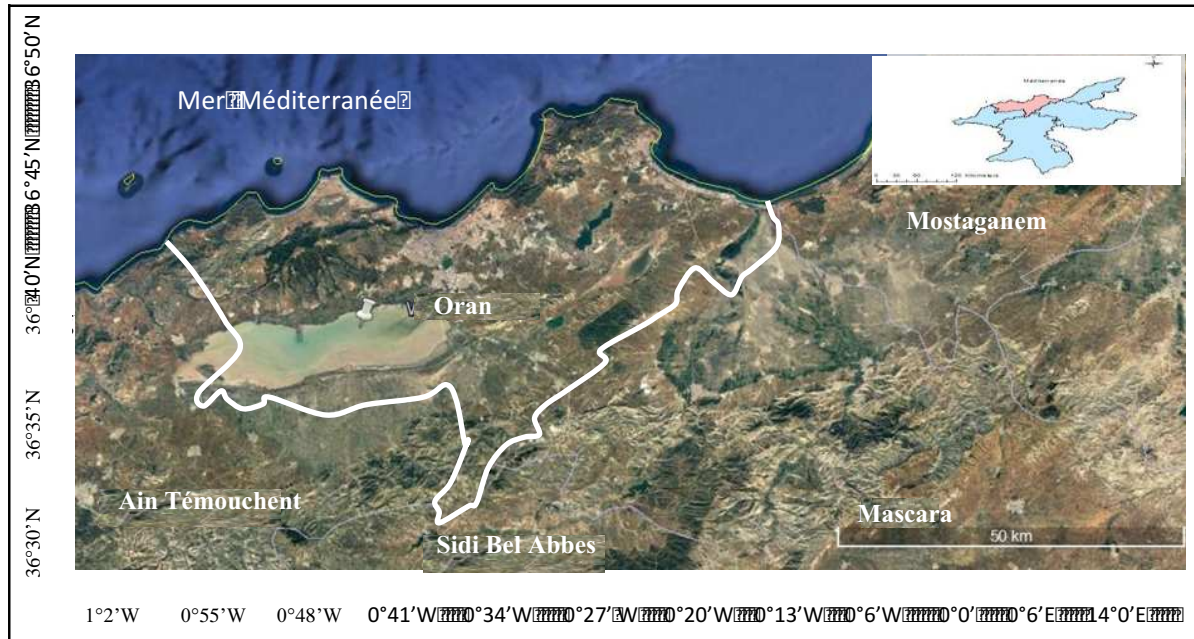 36°50’N
36°45’N
36°40’N
36°35’N
36°30’N
Mer Méditerranée
Méditerranée
Mostaganem
Oran
Ain Témouchent
Mascara
Sidi Bel Abbes
50 km
1°2’W 0°55’W 0°48’W 0°41’W 0°34’W 0°27’W 0°20’W 0°13’W 0°6’W 0°0’ 0°6’E 14°0’E